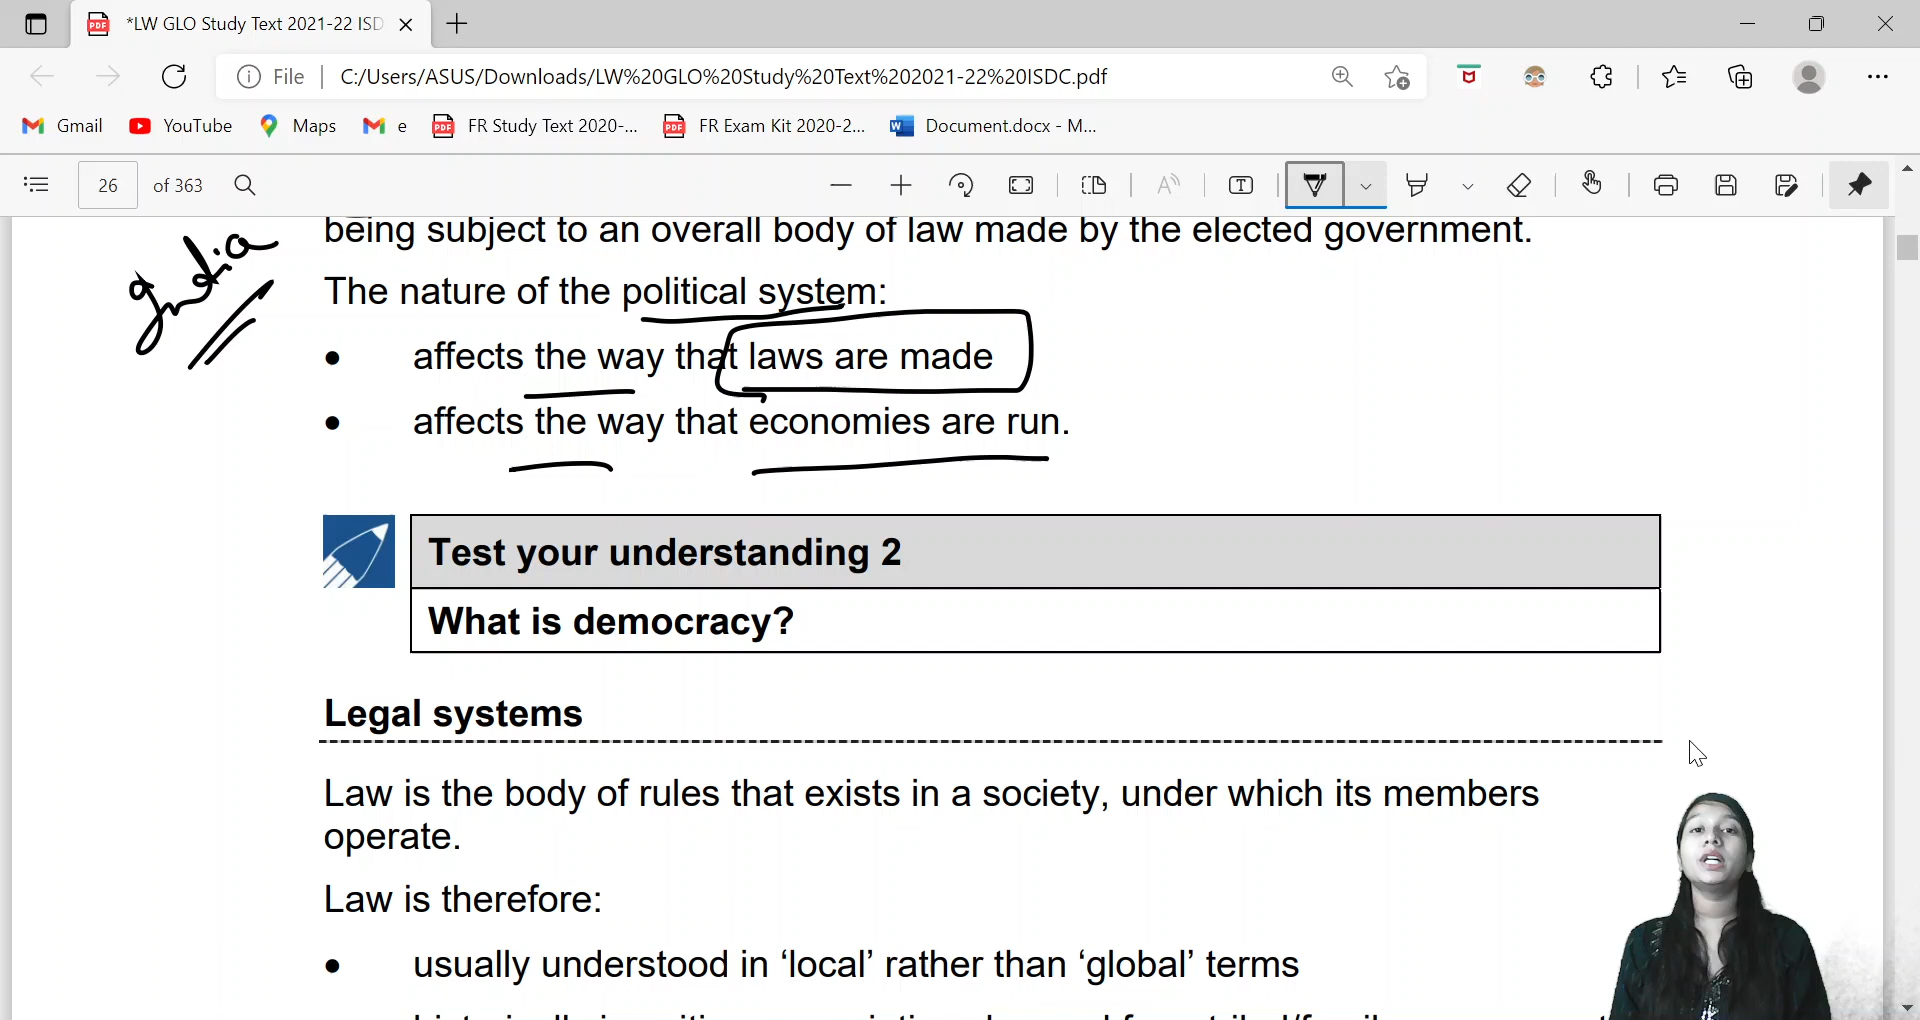 *LW GLO Study Text 2021-22 ISD
File
C:/Users/ASUS/Downloads/LW%20GLO%20Study%20Text%202021-22%20ISDC.pdf
Gmail YouTube Maps e FR Study Text 2020-... FR Exam Kit 2020-2... Document.docx - M...
26 of 363
being subject to an overall body of law made by the elected government.
India
The nature of the political system:
• affects the way that laws are made
• affects the way that economies are run.
Test your understanding 2
What is democracy?
Legal systems
Law is the body of rules that exists in a society, under which its members
operate.
Law is therefore:
• usually understood in ‘local’ rather than ‘global’ terms